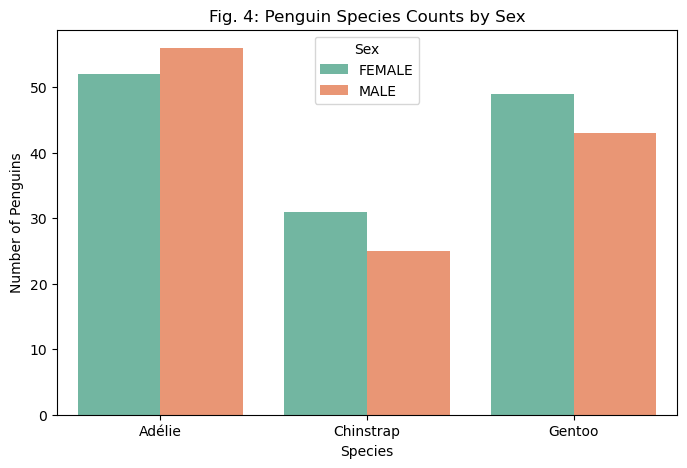 Fig. 4: Penguin Species Counts by Sex
Number of Penguins
50
40
30
20
10
0
Sex
FEMALE
MALE
Adélie Chinstrap Gentoo
Species